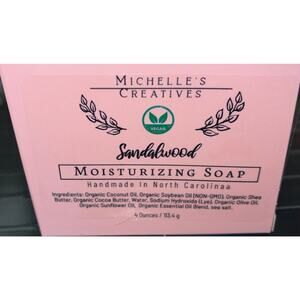 MICHELLE'S
CREATIVES
VEGAN
Sandalwood
MOISTURIZING SOAP
Handmade in North Carolinaa
Ingredients: Organic Coconut Oil, Organic Soybean Oil (NON-GMO), Organic Shea
Butter, Organic Cocoa Butter, Water, Sodium Hydroxide (Lye), Organic Olive Oil,
Organic Sunflower Oil, Organic Essential Oil Blend, sea salt.
4 Ounces / 113.4 g